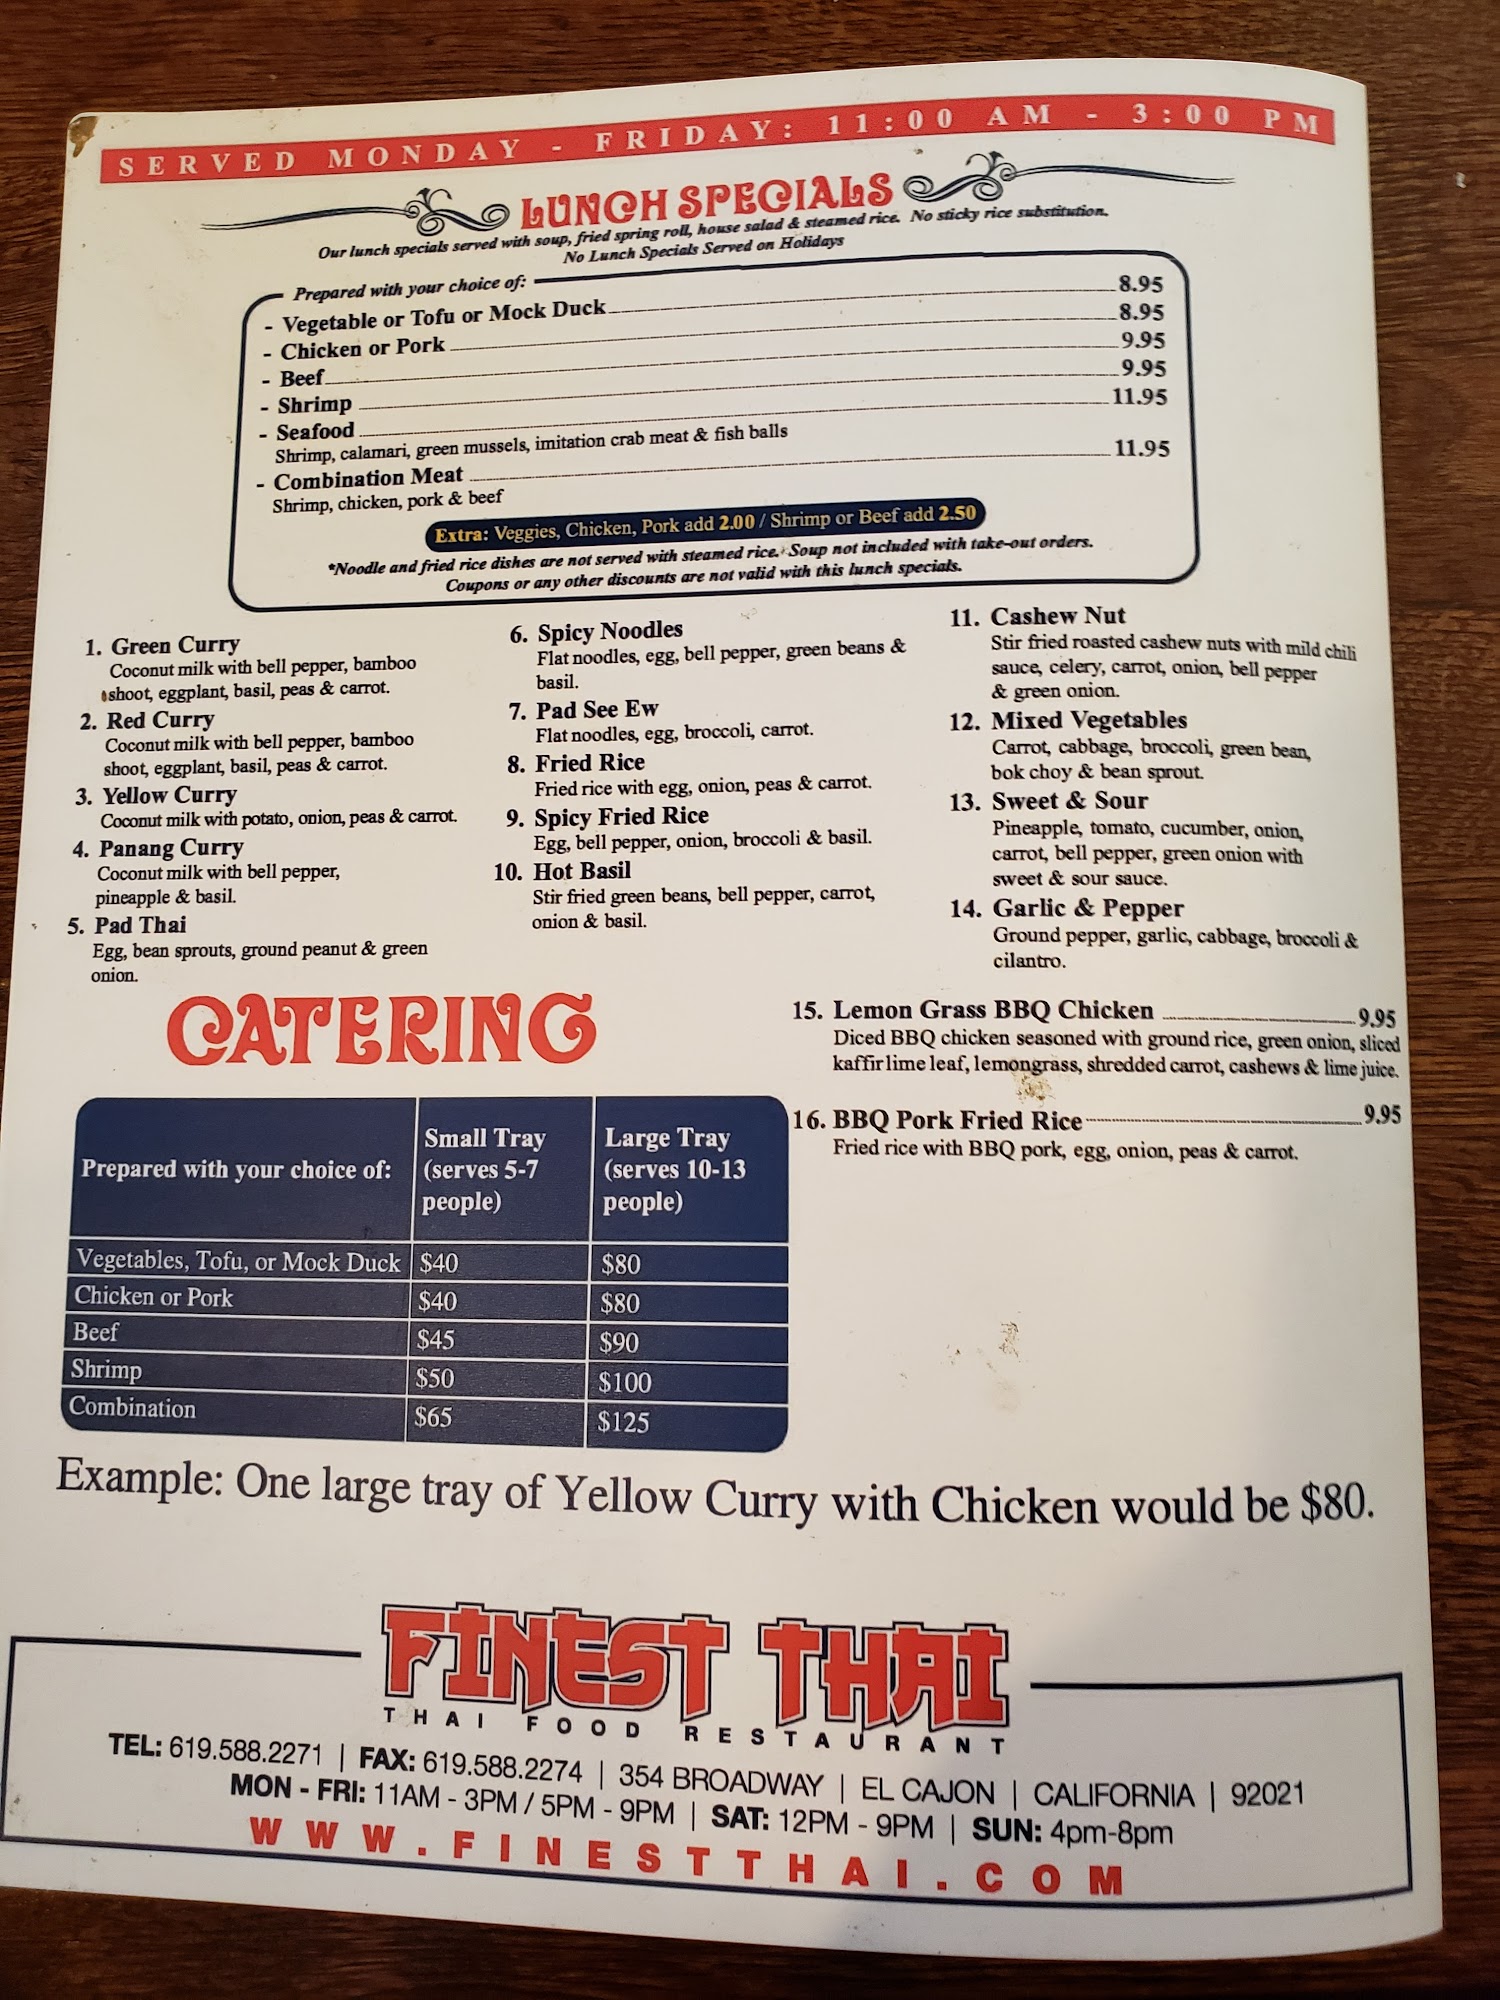 SERVED MONDAY - FRIDAY: 11:00 AM - 3:00 PM
LUNCH SPECIALS
Our lunch specials served with soup, fried spring roll, house salad & steamed rice. No sticky rice substitution.
No Lunch Specials Served on Holidays
Prepared with your choice of:
- Vegetable or Tofu or Mock Duck 8.95
- Chicken or Pork 8.95
- Beef 9.95
- Shrimp 9.95
- Seafood 11.95
Shrimp, calamari, green mussels, imitation crab meat & fish balls
- Combination Meat 11.95
Shrimp, chicken, pork & beef
Extra: Veggies, Chicken, Pork add 2.00 / Shrimp or Beef add 2.50
*Noodle and fried rice dishes are not served with steamed rice. Soup not included with take-out orders.
Coupons or any other discounts are not valid with this lunch specials.
1. Green Curry
Coconut milk with bell pepper, bamboo
shoot, eggplant, basil, peas & carrot.
2. Red Curry
Coconut milk with bell pepper, bamboo
shoot, eggplant, basil, peas & carrot.
3. Yellow Curry
Coconut milk with potato, onion, peas & carrot.
4. Panang Curry
Coconut milk with bell pepper,
pineapple & basil.
5. Pad Thai
Egg, bean sprouts, ground peanut & green
onion.
6. Spicy Noodles
Flat noodles, egg, bell pepper, green beans &
basil.
7. Pad See Ew
Flat noodles, egg, broccoli, carrot.
8. Fried Rice
Fried rice with egg, onion, peas & carrot.
9. Spicy Fried Rice
Egg, bell pepper, onion, broccoli & basil.
10. Hot Basil
Stir fried green beans, bell pepper, carrot,
onion & basil.
11. Cashew Nut
Stir fried roasted cashew nuts with mild chili
sauce, celery, carrot, onion, bell pepper
& green onion.
12. Mixed Vegetables
Carrot, cabbage, broccoli, green bean,
bok choy & bean sprout.
13. Sweet & Sour
Pineapple, tomato, cucumber, onion,
carrot, bell pepper, green onion with
sweet & sour sauce.
14. Garlic & Pepper
Ground pepper, garlic, cabbage, broccoli &
cilantro.
15. Lemon Grass BBQ Chicken 9.95
Diced BBQ chicken seasoned with ground rice, green onion, sliced
kaffir lime leaf, lemongrass, shredded carrot, cashews & lime juice.
16. BBQ Pork Fried Rice 9.95
Fried rice with BBQ pork, egg, onion, peas & carrot.
CATERING
Prepared with your choice of:
Small Tray
(serves 5-7
people)
Large Tray
(serves 10-13
people)
Vegetables, Tofu, or Mock Duck $40 $80
Chicken or Pork $40 $80
Beef $45 $90
Shrimp $50 $100
Combination $65 $125
Example: One large tray of Yellow Curry with Chicken would be $80.
FINEST THAI
THAI FOOD RESTAURANT
TEL: 619.588.2271 | FAX: 619.588.2274 | 354 BROADWAY | EL CAJON | CALIFORNIA | 92021
MON - FRI: 11AM - 3PM / 5PM - 9PM | SAT: 12PM - 9PM | SUN: 4pm-8pm
WWW.FINESTTHAI.COM